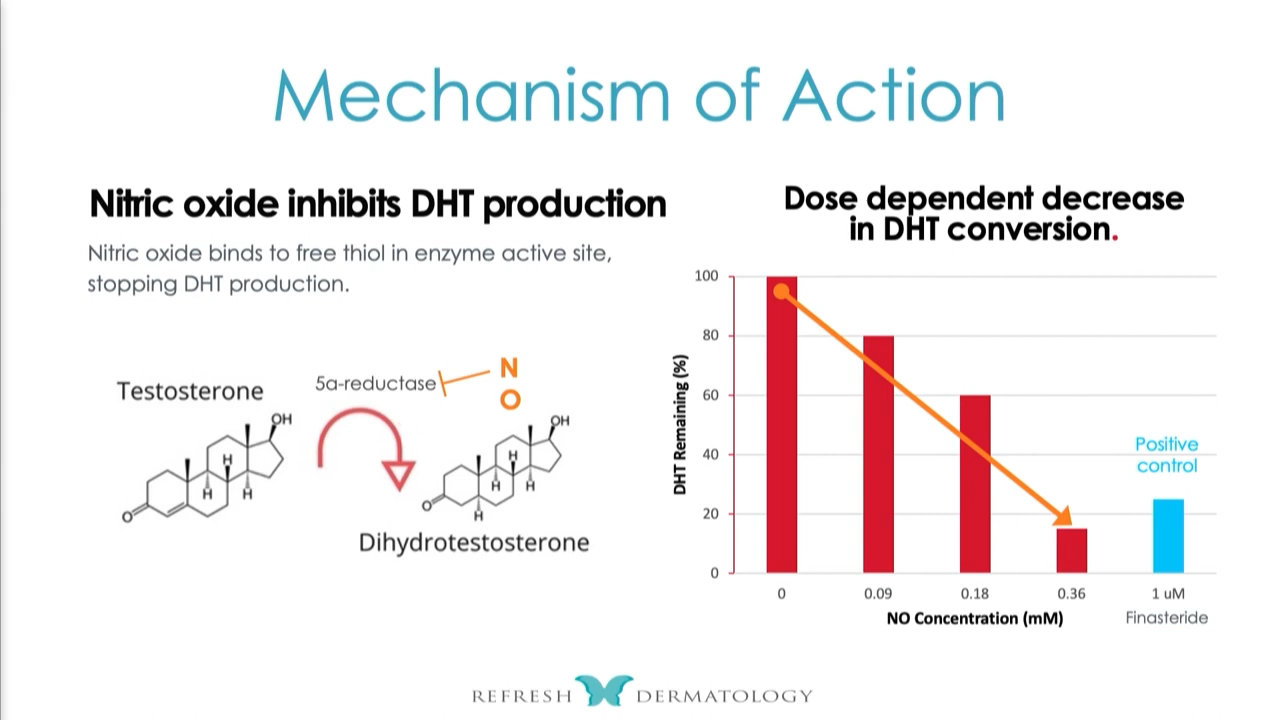 Mechanism of Action
Nitric oxide inhibits DHT production
Nitric oxide binds to free thiol in enzyme active site,
stopping DHT production.
Testosterone
5a-reductase
N
O
OH
H
H
H
O
OH
H
H
H
H
O
Dihydrotestosterone
Dose dependent decrease
in DHT conversion.
DHT Remaining (%)
100
80
60
40
20
0
Positive
control
0 0.09 0.18 0.36 1 uM
NO Concentration (mM) Finasteride
REFRESH DERMATOLOGY